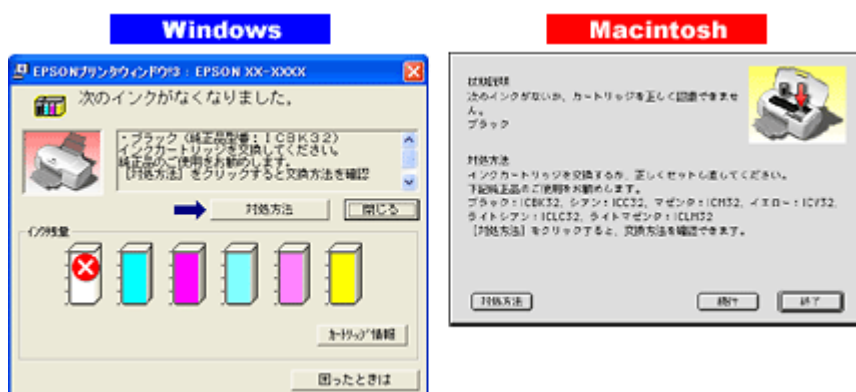 Windows
EPSONプリンタウィンドウ!3 : EPSON XX-XXXX
次のインクがなくなりました。
・ブラック（純正品型番：ICBK32）
インクカートリッジを交換してください。
純正品のご使用をお勧めします。
[対処方法] をクリックすると交換方法を確認
対処方法
閉じる
インク残量
カートリッジ情報
困ったときは
Macintosh
状況説明
次のインクがないか、カートリッジを正しく認識できませ
ん。
ブラック
対処方法
インクカートリッジを交換するか、正しくセットし直してください。
下記純正品のご使用をお勧めします。
ブラック：ICBK32, シアン：ICC32, マゼンタ：ICM32, イエロー：ICY32,
ライトシアン：ICLC32, ライトマゼンタ：ICLM32
[対処方法] をクリックすると、交換方法を確認できます。
対処方法
続行
終了